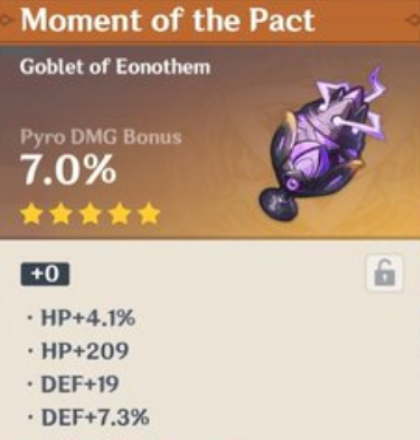 Moment of the Pact
Goblet of Eonothem
Pyro DMG Bonus
7.0%
+0
· HP+4.1%
· HP+209
· DEF+19
· DEF+7.3%